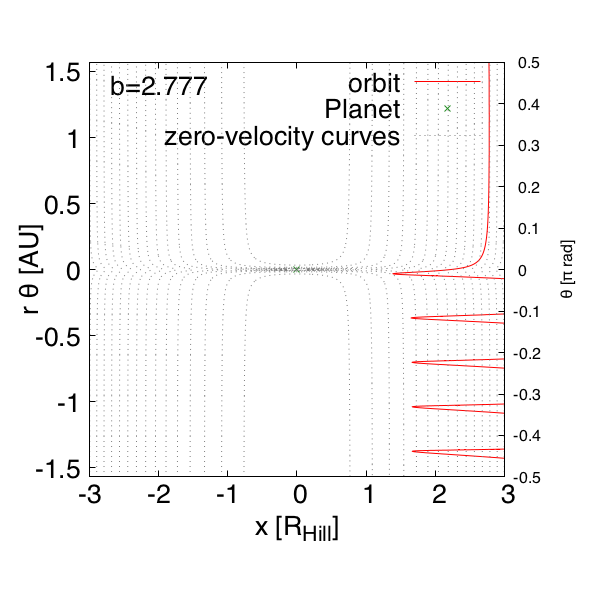 b=2.777
orbit
Planet
zero-velocity curves
r θ [AU]
1.5
1
0.5
0
-0.5
-1
-1.5
0.5
0.4
0.3
0.2
0.1
0
-0.1
-0.2
-0.3
-0.4
-0.5
θ [π rad]
-3 -2 -1 0 1 2 3
x [RHill]